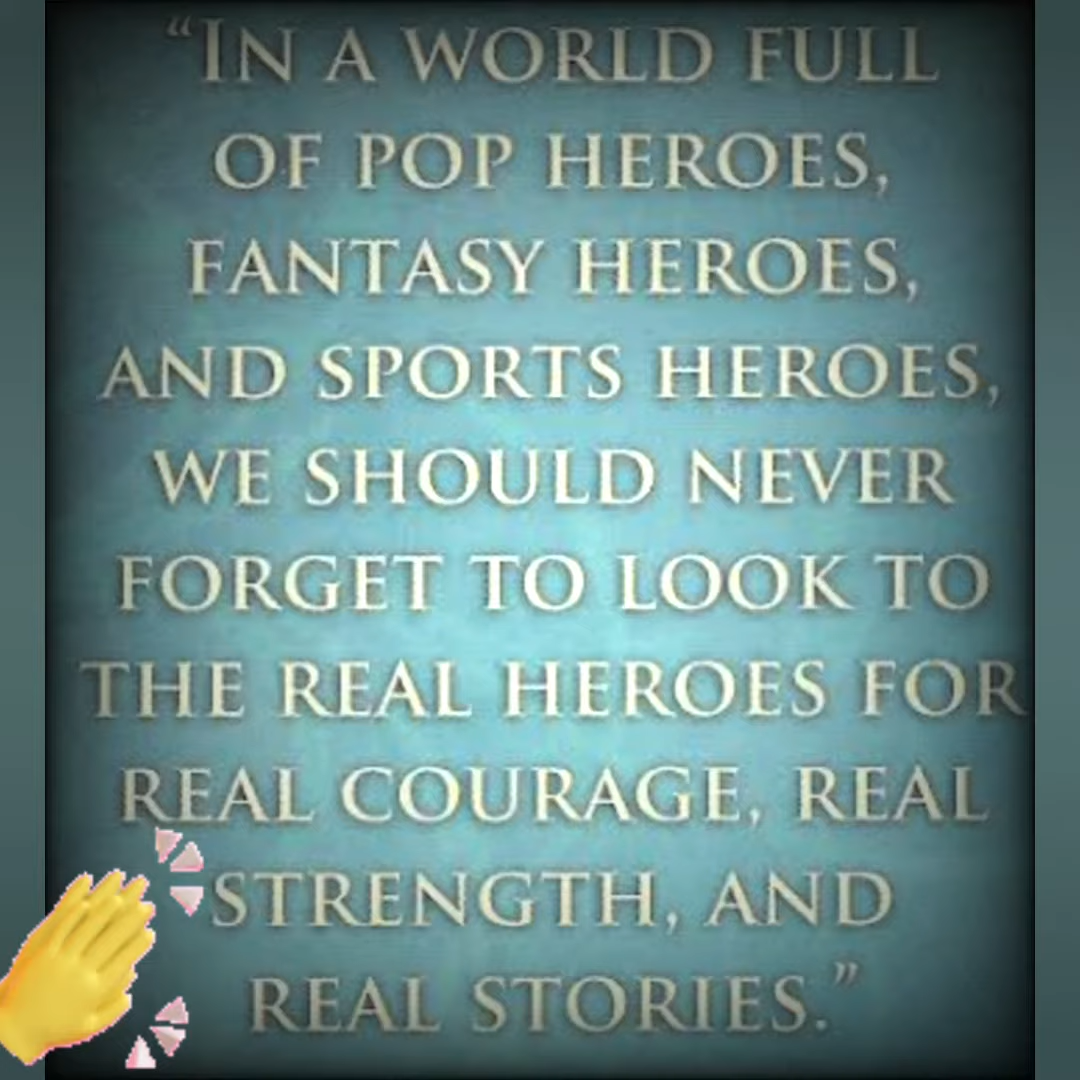 “IN A WORLD FULL
OF POP HEROES,
FANTASY HEROES,
AND SPORTS HEROES,
WE SHOULD NEVER
FORGET TO LOOK TO
THE REAL HEROES FOR
REAL COURAGE, REAL
STRENGTH, AND
REAL STORIES.”